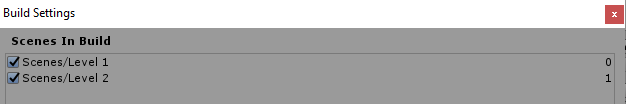 Build Settings
Scenes In Build
Scenes/Level 1 0
Scenes/Level 2 1